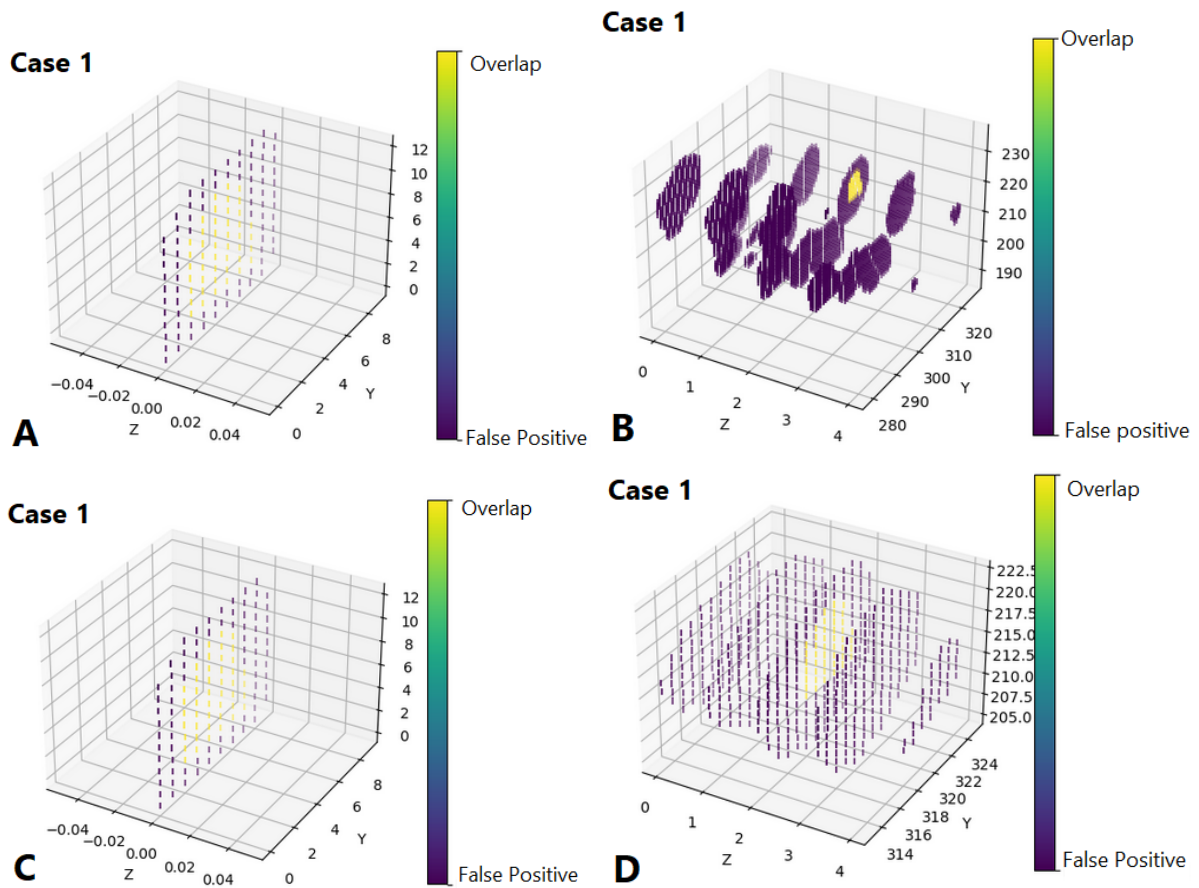 Case 1
Overlap
12
10
8
6
4
2
0
8
6
4
2
0
Y
−0.04
−0.02
0.00
0.02
0.04
Z
False Positive
A
Case 1
Overlap
230
220
210
200
190
320
310
300
290
280
Y
0
1
2
3
4
Z
False positive
B
Case 1
Overlap
12
10
8
6
4
2
0
8
6
4
2
0
Y
−0.04
−0.02
0.00
0.02
0.04
Z
False Positive
C
Case 1
Overlap
222.5
220.0
217.5
215.0
212.5
210.0
207.5
205.0
324
322
320
318
316
314
Y
0
1
2
3
4
Z
False Positive
D